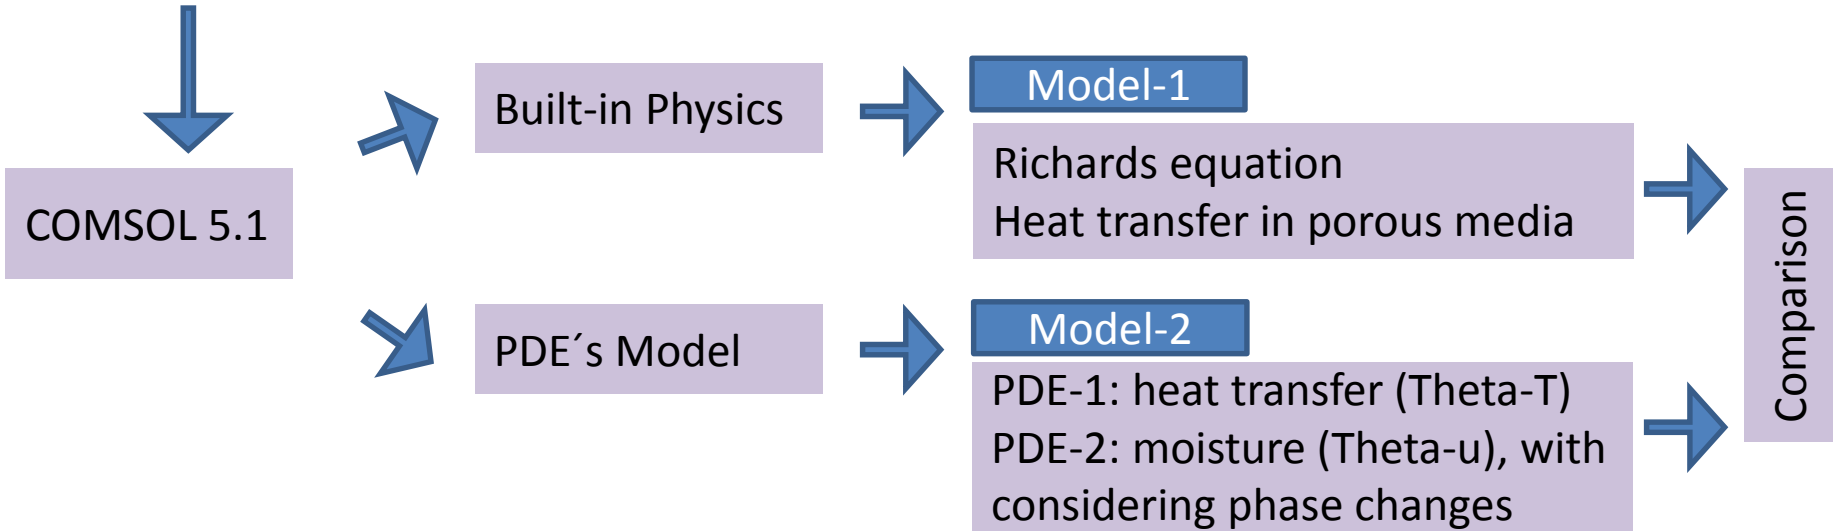 COMSOL 5.1
Built-in Physics
Model-1
Richards equation
Heat transfer in porous media
PDE´s Model
Model-2
PDE-1: heat transfer (Theta-T)
PDE-2: moisture (Theta-u), with
considering phase changes
Comparison